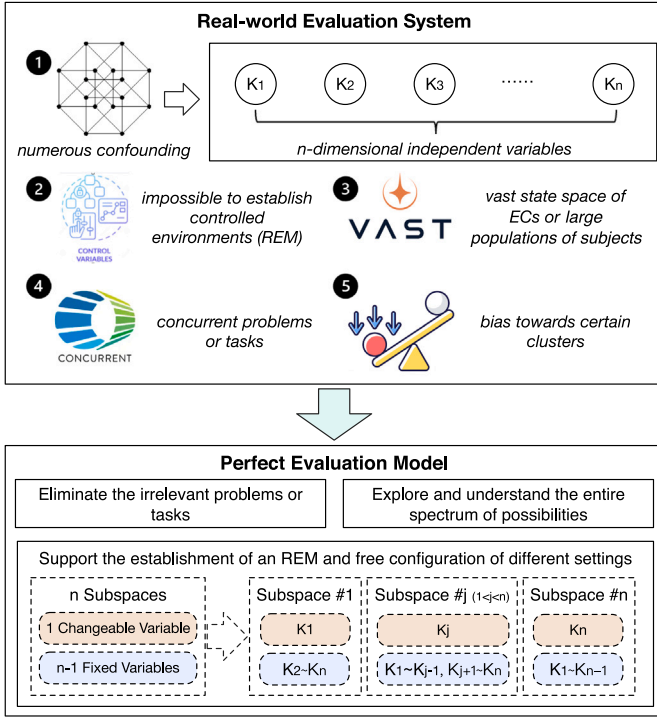 Real-world Evaluation System
1
numerous confounding
K1 K2 K3 ...... Kn
n-dimensional independent variables
2
CONTROL
VARIABLES
impossible to establish
controlled
environments (REM)
3
VAST
vast state space of
ECs or large
populations of subjects
4
CONCURRENT
concurrent problems
or tasks
5
bias towards certain
clusters
Perfect Evaluation Model
Eliminate the irrelevant problems or
tasks
Explore and understand the entire
spectrum of possibilities
Support the establishment of an REM and free configuration of different settings
n Subspaces
1 Changeable Variable
n-1 Fixed Variables
Subspace #1
K1
K2~Kn
Subspace #j (1<j<n)
Kj
K1~Kj-1, Kj+1~Kn
Subspace #n
Kn
K1~Kn-1